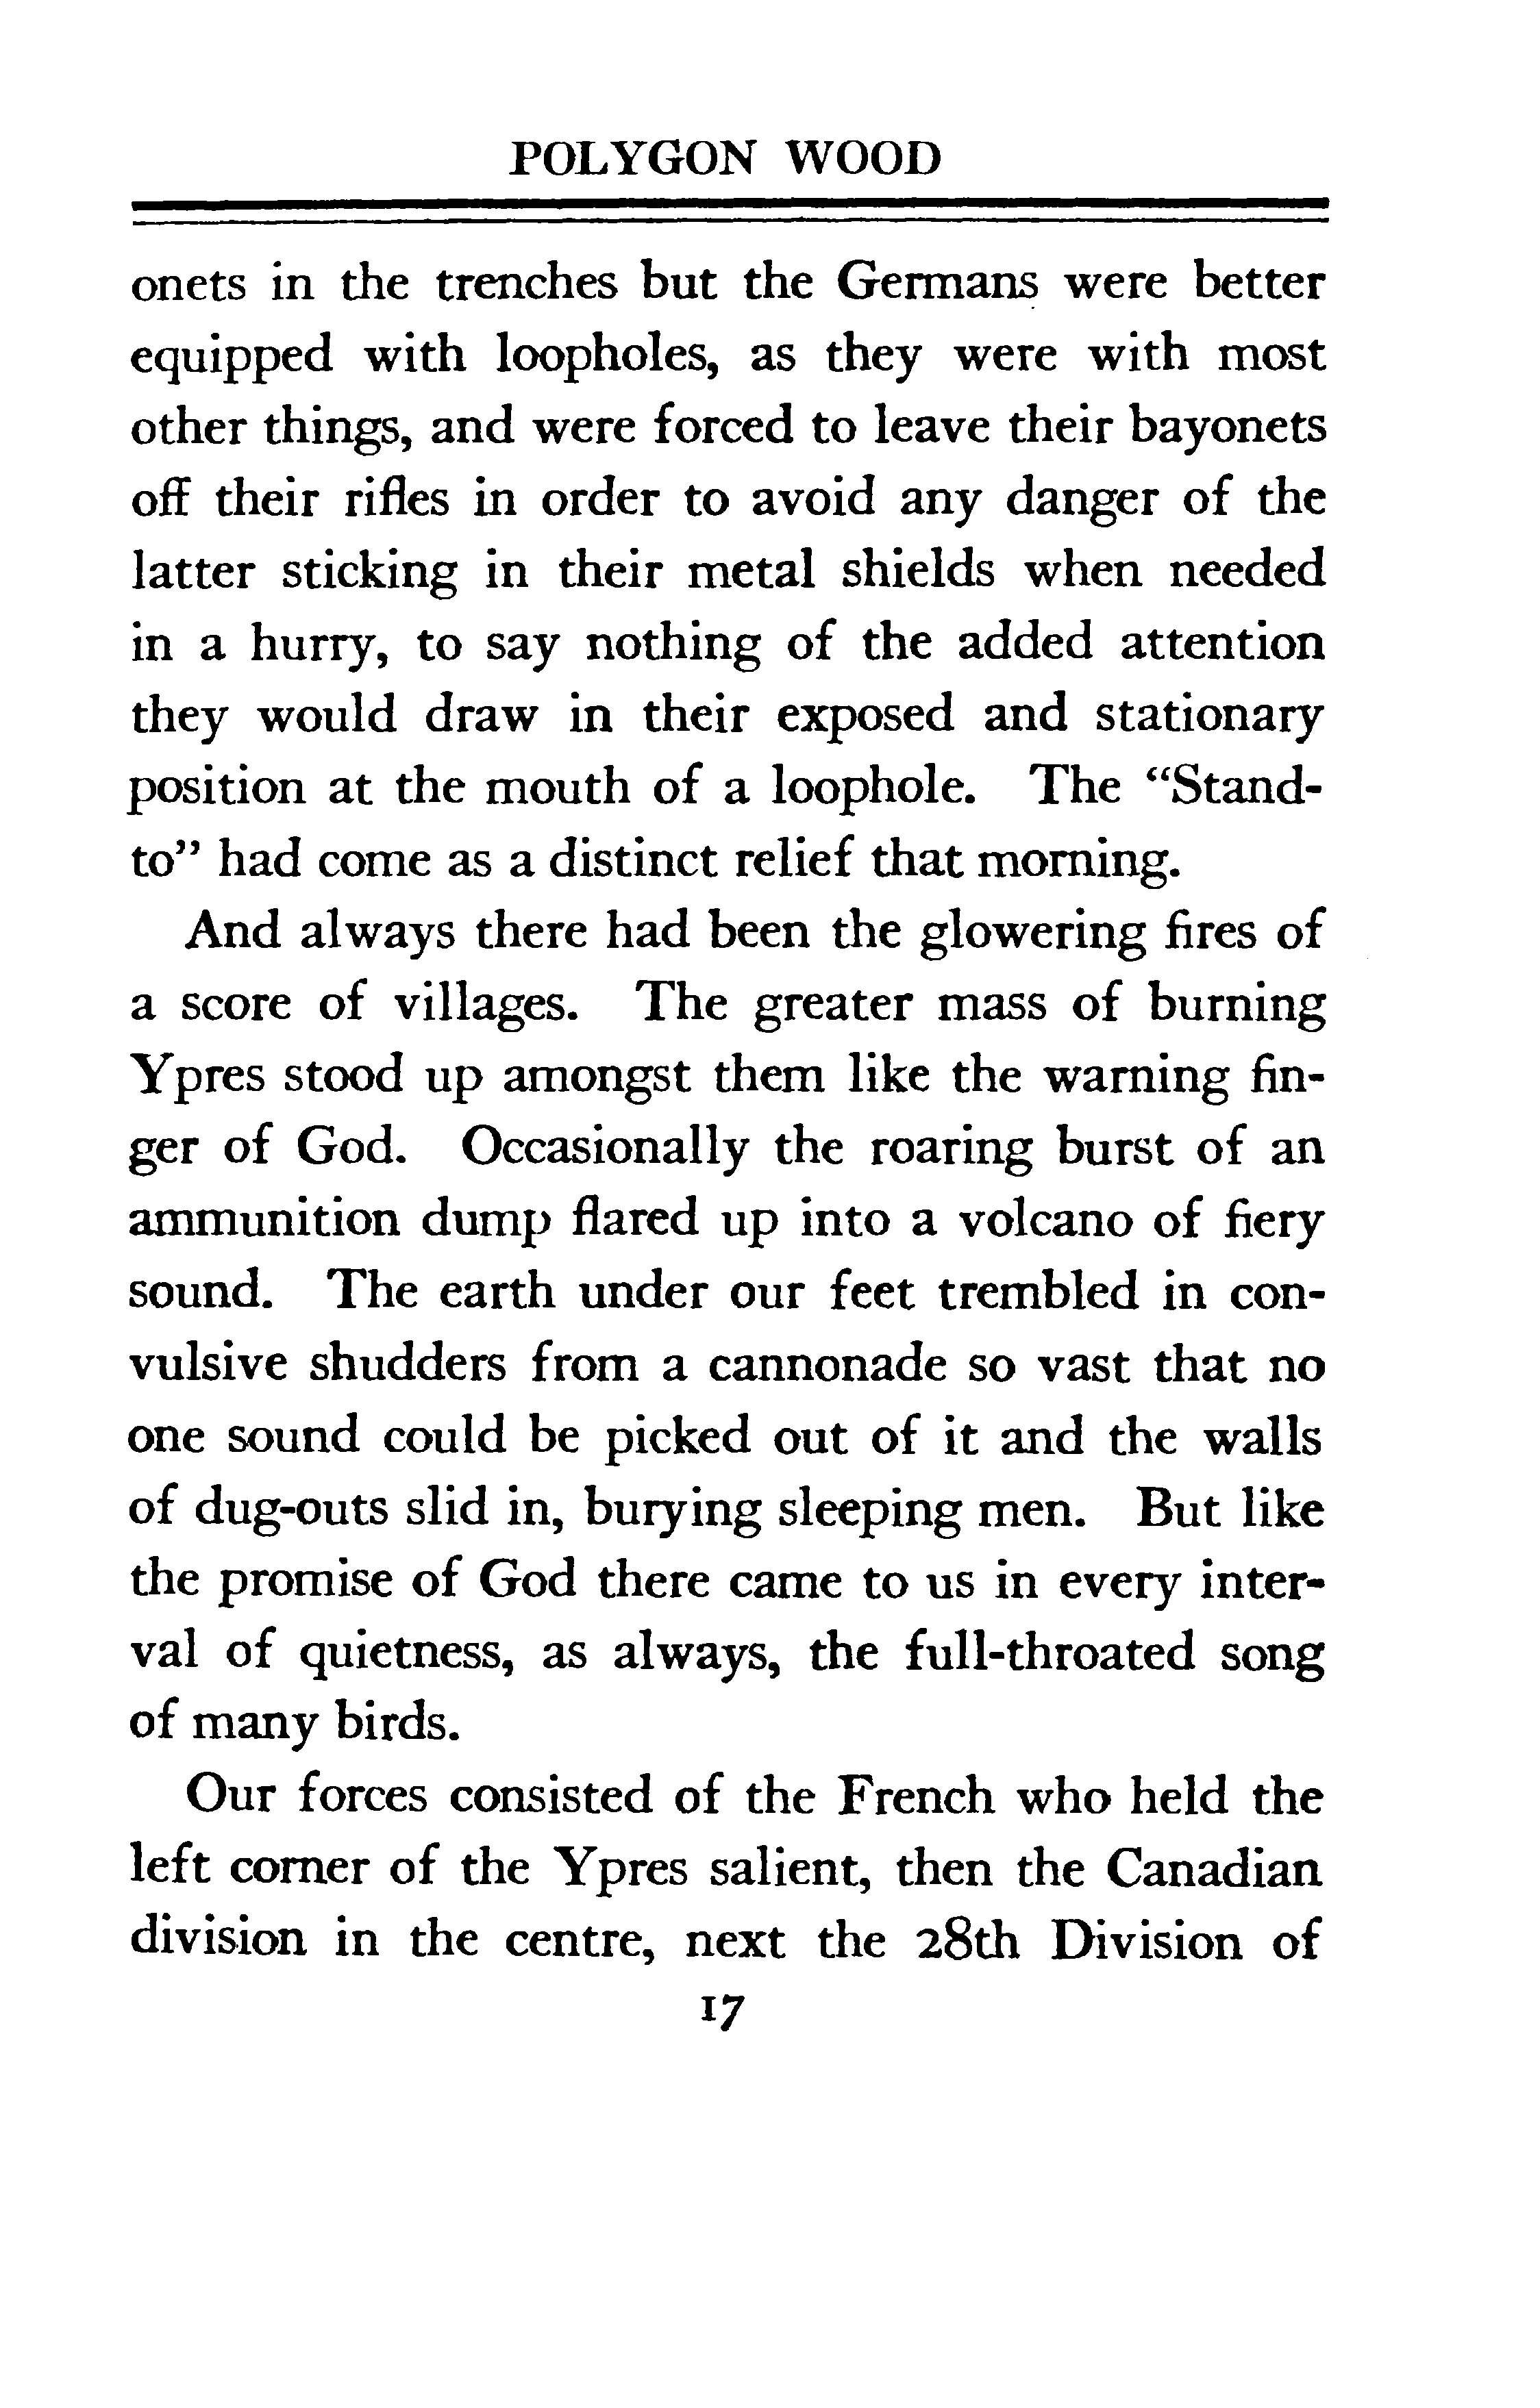 POLYGON WOOD
onets in the trenches but the Germans were better
equipped with loopholes, as they were with most
other things, and were forced to leave their bayonets
off their rifles in order to avoid any danger of the
latter sticking in their metal shields when needed
in a hurry, to say nothing of the added attention
they would draw in their exposed and stationary
position at the mouth of a loophole. The “Stand-
to” had come as a distinct relief that morning.
And always there had been the glowering fires of
a score of villages. The greater mass of burning
Ypres stood up amongst them like the warning fin-
ger of God. Occasionally the roaring burst of an
ammunition dump flared up into a volcano of fiery
sound. The earth under our feet trembled in con-
vulsive shudders from a cannonade so vast that no
one sound could be picked out of it and the walls
of dug-outs slid in, burying sleeping men. But like
the promise of God there came to us in every inter-
val of quietness, as always, the full-throated song
of many birds.
Our forces consisted of the French who held the
left corner of the Ypres salient, then the Canadian
division in the centre, next the 28th Division of
17